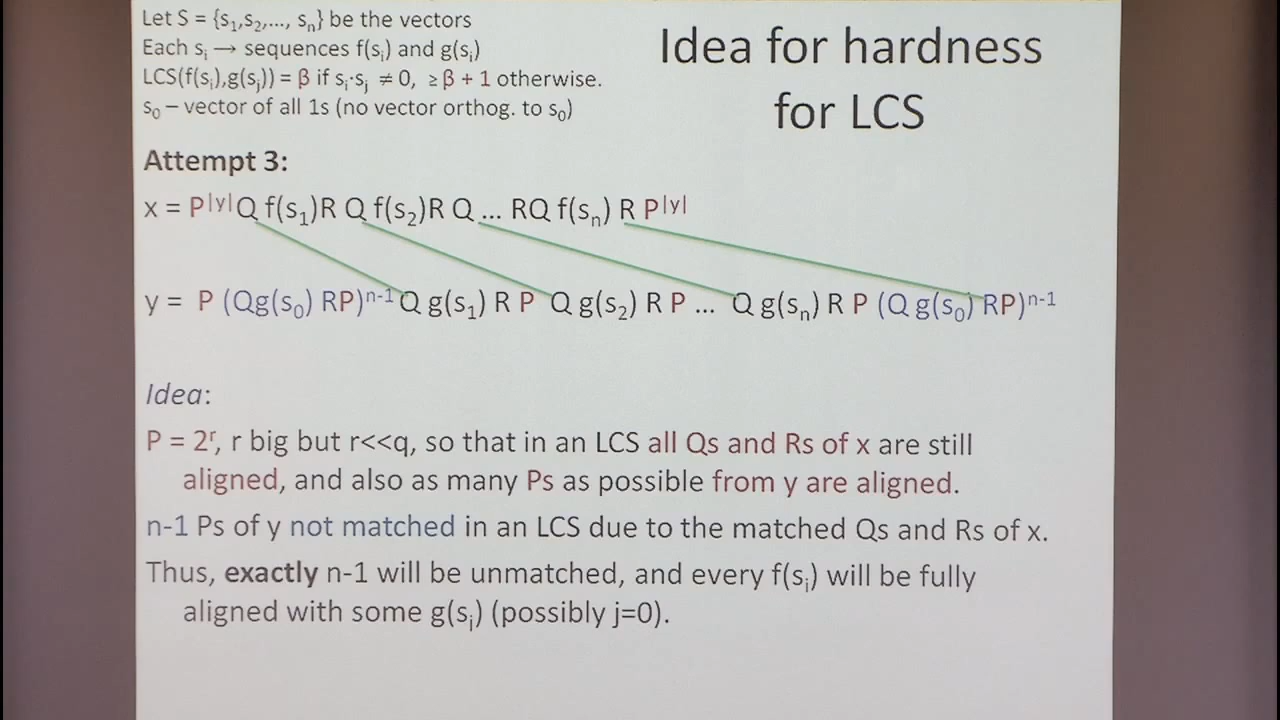 Let S = {s₁,s₂,..., sₙ} be the vectors
Each sᵢ → sequences f(sᵢ) and g(sᵢ)
LCS(f(sᵢ),g(sⱼ)) = β if sᵢ·sⱼ ≠ 0, ≥ β + 1 otherwise.
s₀ – vector of all 1s (no vector orthog. to s₀)
Idea for hardness
for LCS
Attempt 3:
x = P^|y| Q f(s₁)R Q f(s₂)R Q ... RQ f(sₙ) R P^|y|
y = P (Qg(s₀) RP)ⁿ⁻¹ Q g(s₁) R P Q g(s₂) R P ... Q g(sₙ) R P (Q g(s₀) RP)ⁿ⁻¹
Idea:
P = 2ʳ, r big but r<<q, so that in an LCS all Qs and Rs of x are still
aligned, and also as many Ps as possible from y are aligned.
n-1 Ps of y not matched in an LCS due to the matched Qs and Rs of x.
Thus, exactly n-1 will be unmatched, and every f(sᵢ) will be fully
aligned with some g(sⱼ) (possibly j=0).